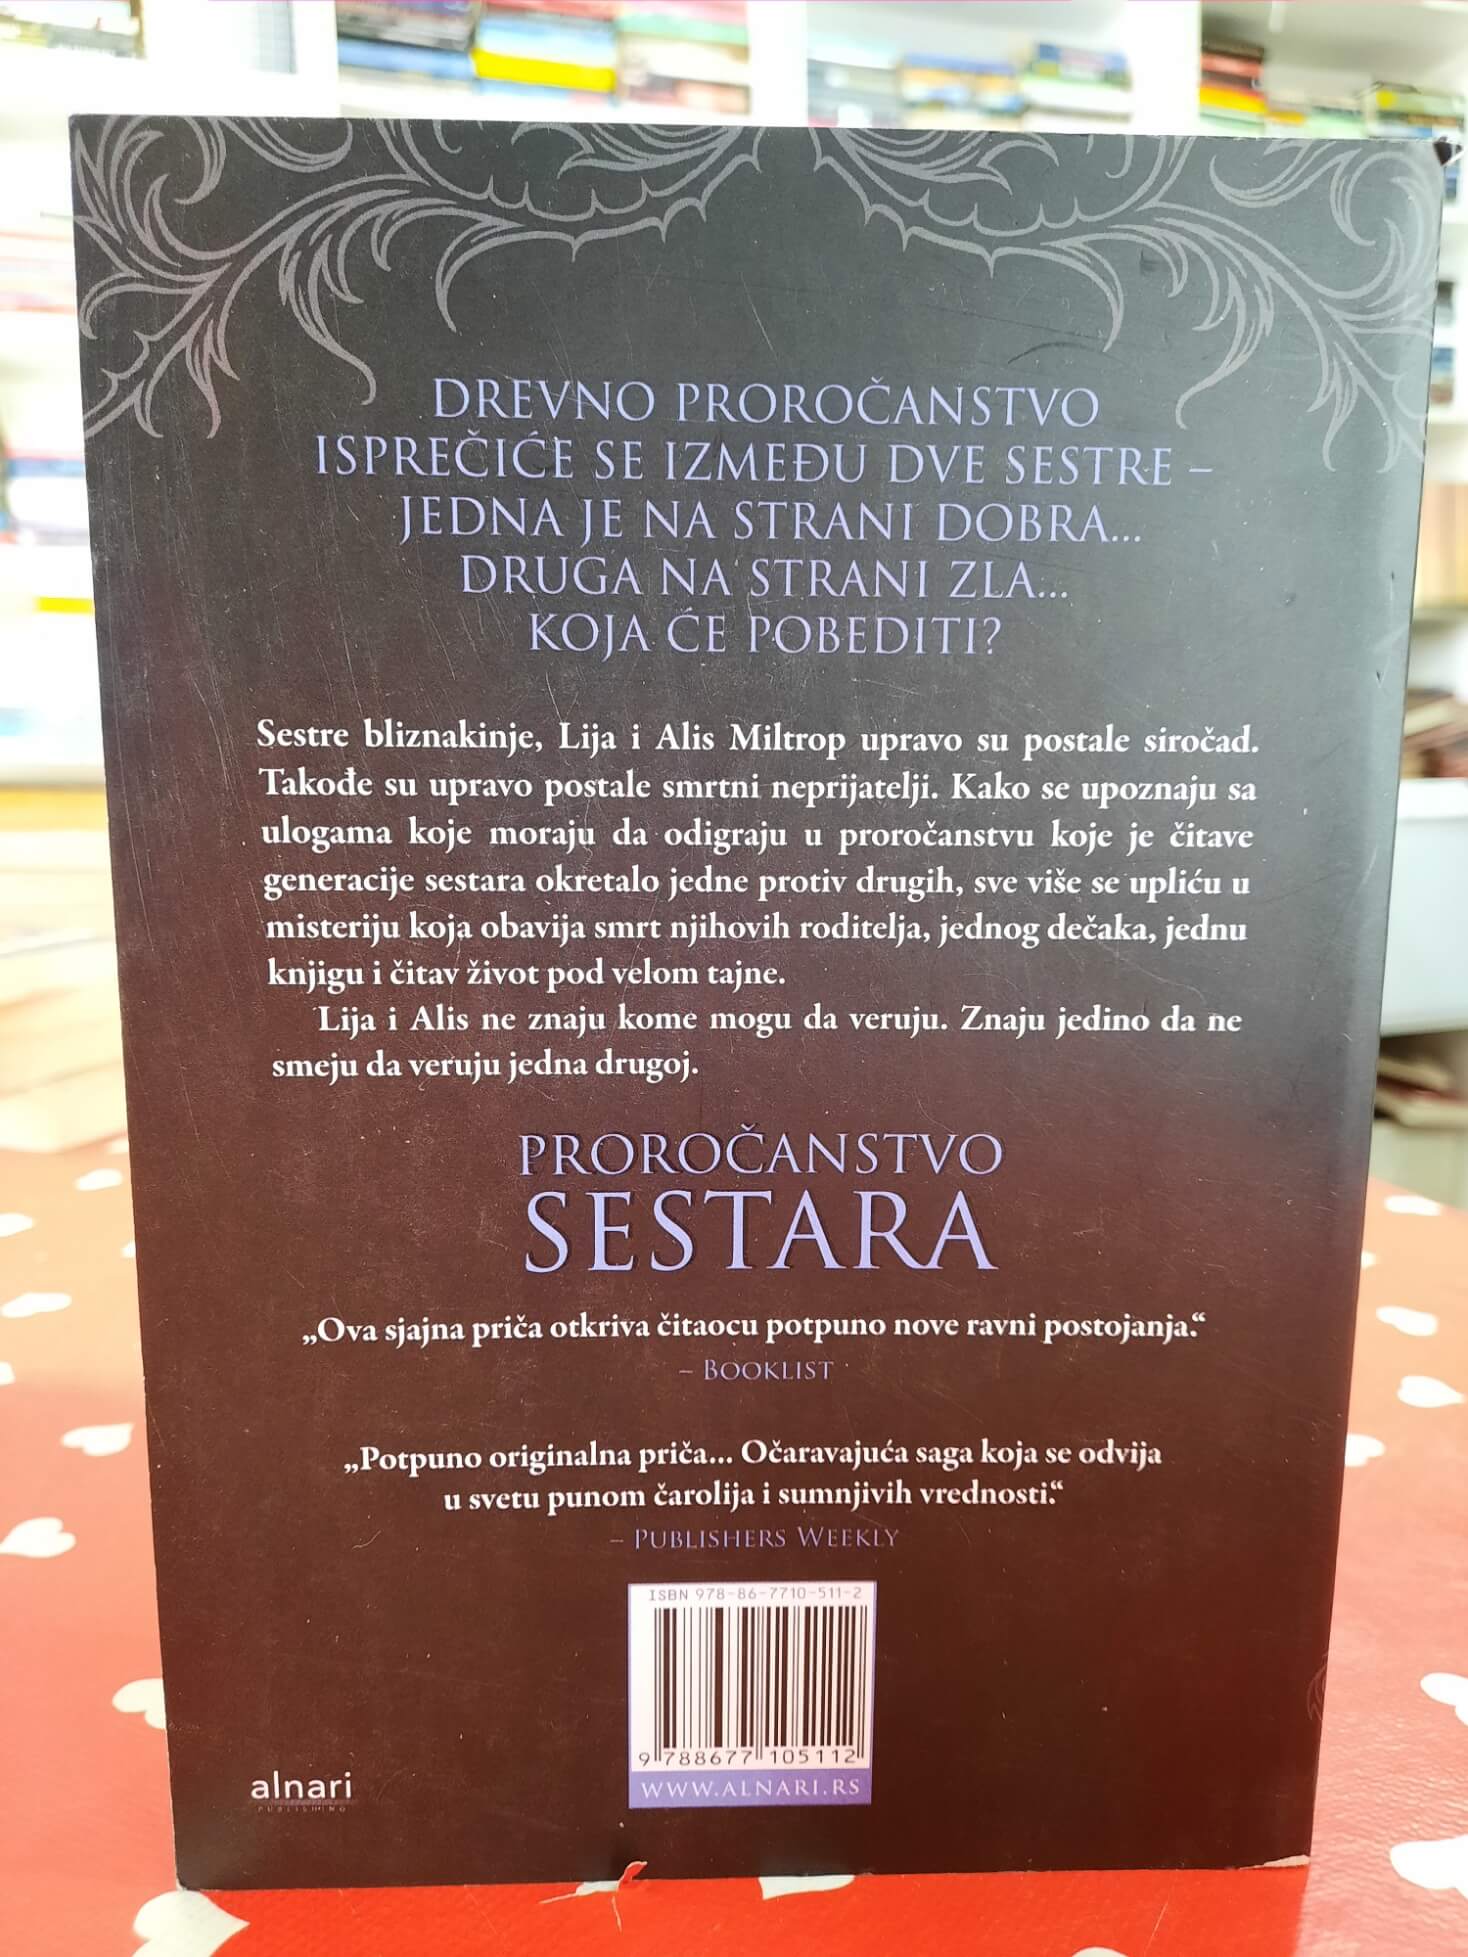 DREVNO PROROČANSTVO
ISPREČIĆE SE IZMEĐU DVE SESTRE –
JEDNA JE NA STRANI DOBRA...
DRUGA NA STRANI ZLA...
KOJA ĆE POBEDITI?
Sestre bliznakinje, Lija i Alis Miltrop upravo su postale siročad.
Takođe su upravo postale smrtni neprijatelji. Kako se upoznaju sa
ulogama koje moraju da odigraju u proročanstvu koje je čitave
generacije sestara okretalo jedne protiv drugih, sve više se upliću u
misteriju koja obavija smrt njihovih roditelja, jednog dečaka, jednu
knjigu i čitav život pod velom tajne.
Lija i Alis ne znaju kome mogu da veruju. Znaju jedino da ne
smeju da veruju jedna drugoj.
PROROČANSTVO
SESTARA
„Ova sjajna priča otkriva čitaocu potpuno nove ravni postojanja.“
– BOOKLIST
„Potpuno originalna priča... Očaravajuća saga koja se odvija
u svetu punom čarolija i sumnjivih vrednosti.“
– PUBLISHERS WEEKLY
ISBN 978-86-7710-511-2
9 788677 105112
WWW.ALNARI.RS
alnari
PUBLISHING